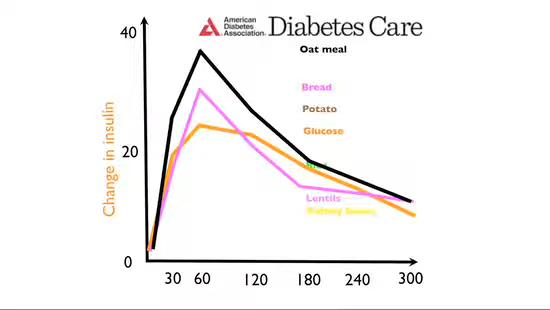 American
Diabetes
Association®
Diabetes Care
40
Oat meal
Bread
Potato
Glucose
Change in insulin
20
Lentils
0
30 60 120 180 240 300